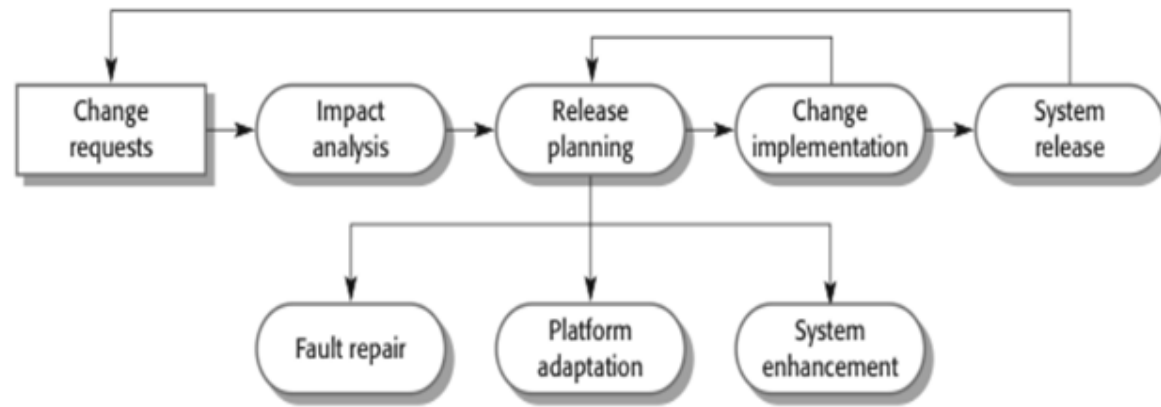 Change
requests
Impact
analysis
Release
planning
Change
implementation
System
release
Fault repair
Platform
adaptation
System
enhancement